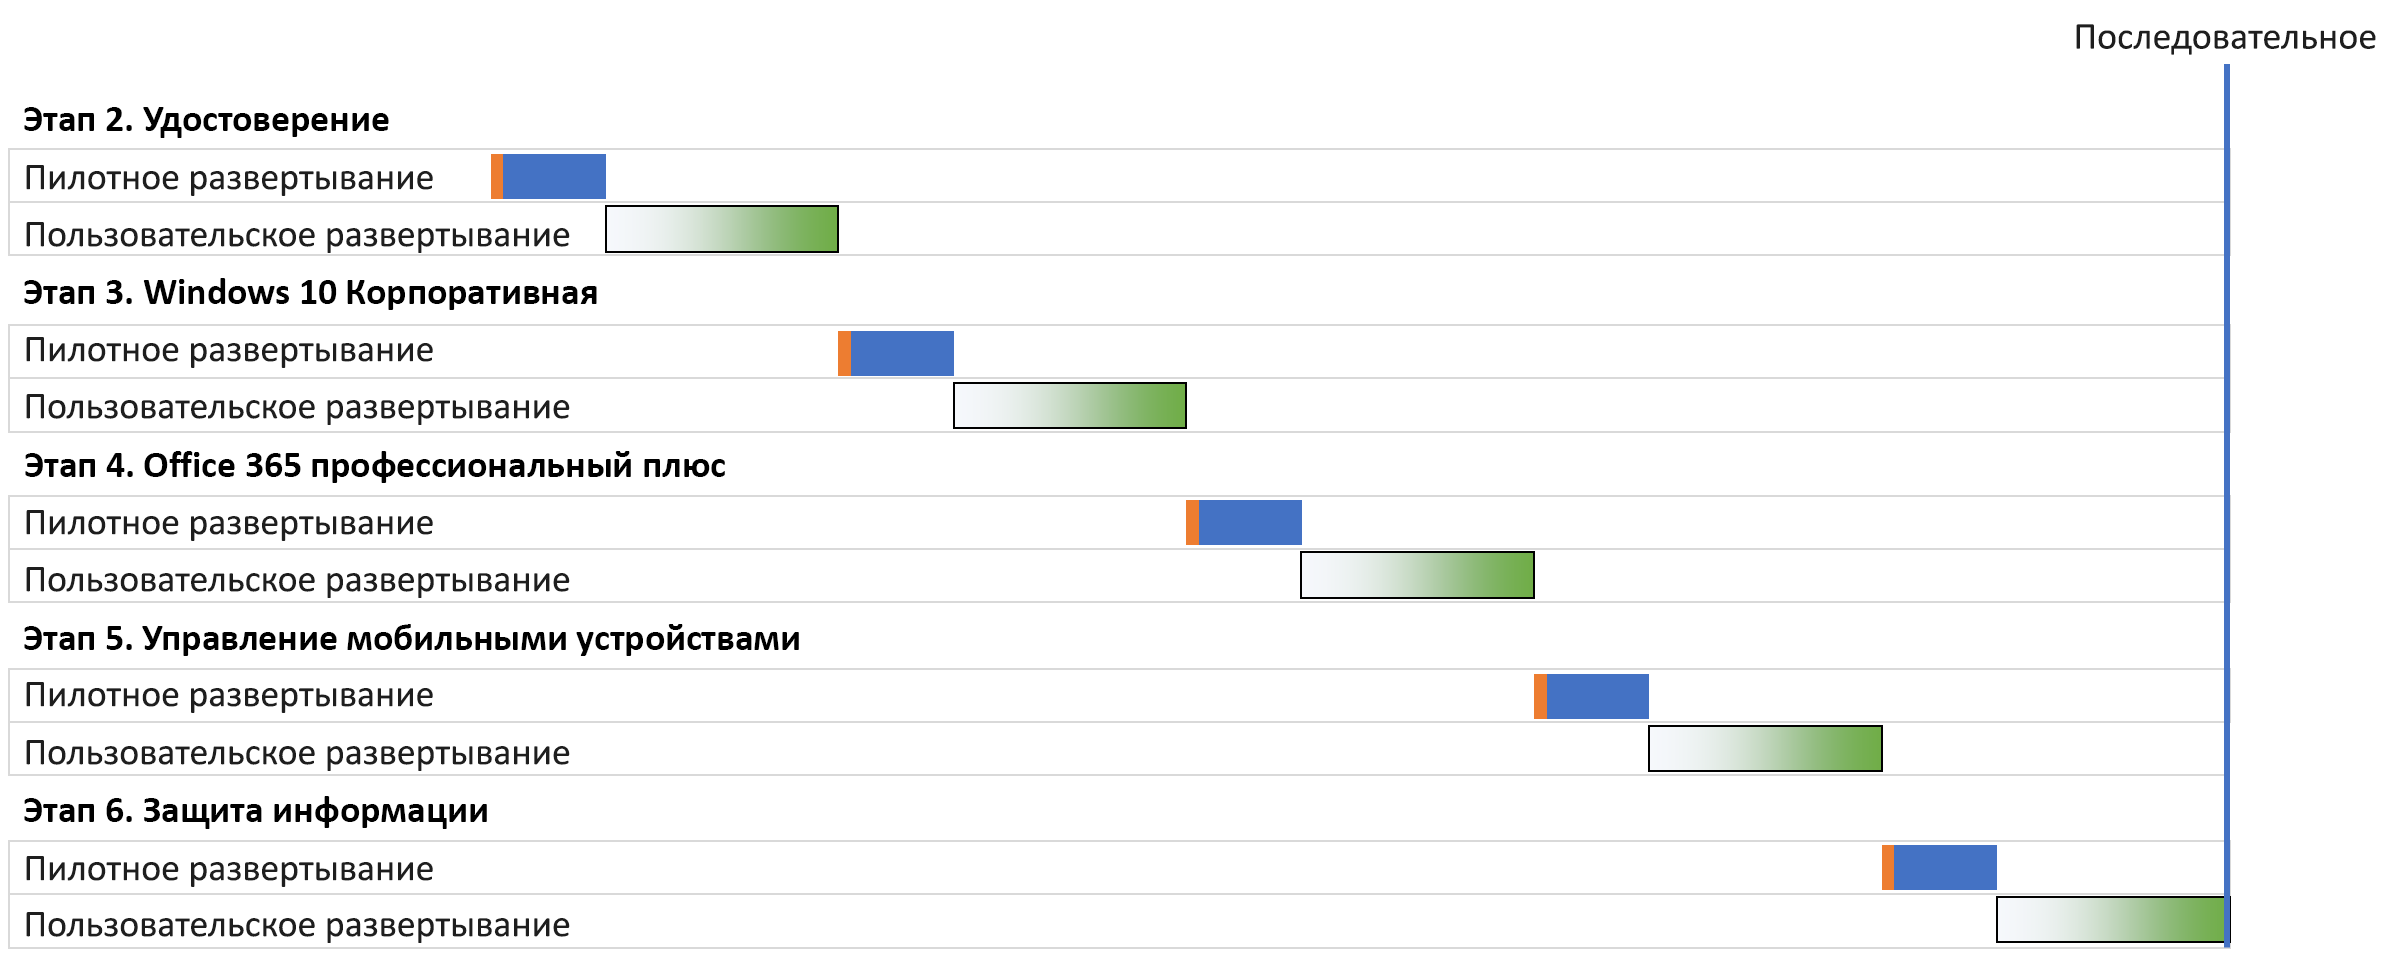 Последовательное
Этап 2. Удостоверение
Пилотное развертывание
Пользовательское развертывание
Этап 3. Windows 10 Корпоративная
Пилотное развертывание
Пользовательское развертывание
Этап 4. Office 365 профессиональный плюс
Пилотное развертывание
Пользовательское развертывание
Этап 5. Управление мобильными устройствами
Пилотное развертывание
Пользовательское развертывание
Этап 6. Защита информации
Пилотное развертывание
Пользовательское развертывание